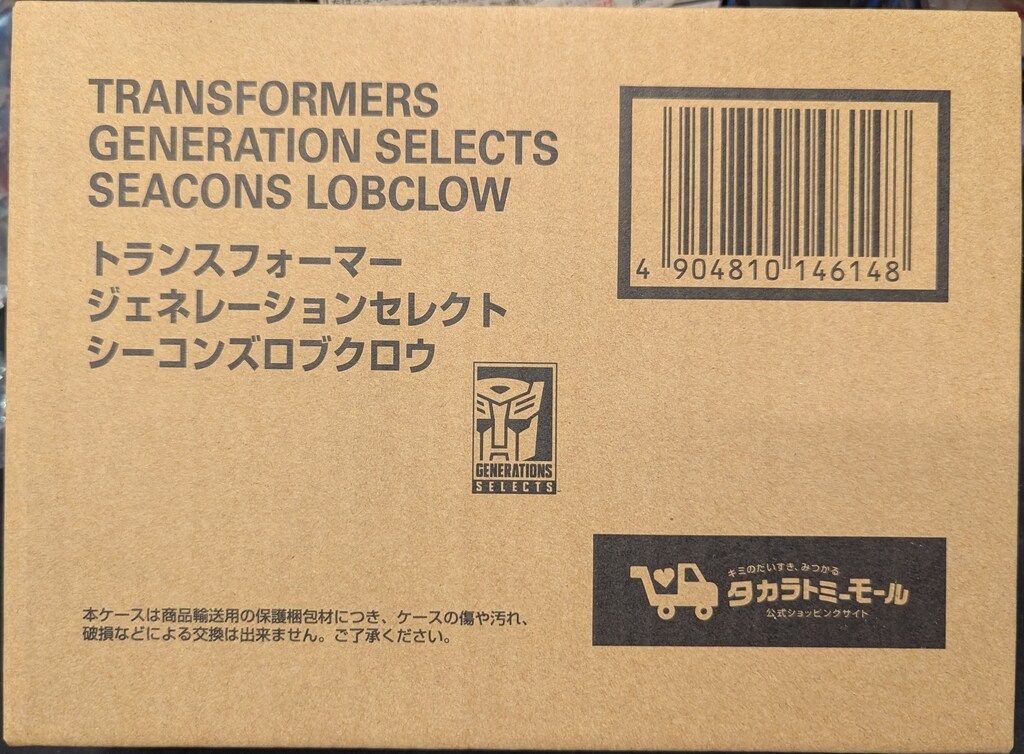 TRANSFORMERS
GENERATION SELECTS
SEACONS LOBCLOW
トランスフォーマー
ジェネレーションセレクト
シーコンズロブクロウ
4 904810 146148
GENERATIONS
SELECTS
キミのだいすき、みつかる
タカラトミーモール
公式ショッピングサイト
本ケースは商品輸送用の保護梱包材につき、ケースの傷や汚れ、
破損などによる交換は出来ません。ご了承ください。